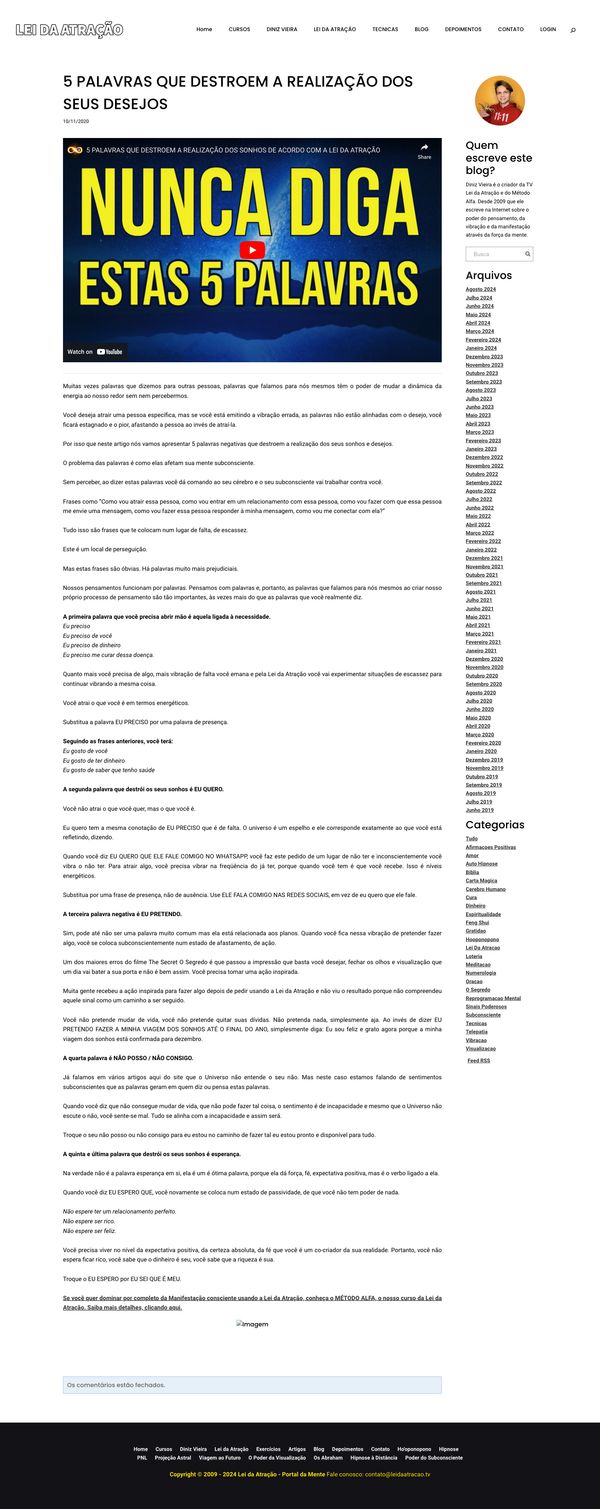 LEI DA ATRAÇÃO
Home CURSOS DINIZ VIEIRA LEI DA ATRAÇÃO TECNICAS BLOG DEPOIMENTOS CONTATO LOGIN
5 PALAVRAS QUE DESTROEM A REALIZAÇÃO DOS
SEUS DESEJOS
10/11/2020
5 PALAVRAS QUE DESTROEM A REALIZAÇÃO DOS SONHOS DE ACORDO COM A LEI DA ATRAÇÃO
Share
NUNCA DIGA
ESTAS 5 PALAVRAS
Watch on YouTube
Muitas vezes palavras que dizemos para outras pessoas, palavras que falamos para nós mesmos têm o poder de mudar a dinâmica da
energia ao nosso redor sem nem percebermos.
Você deseja atrair uma pessoa específica, mas se você está emitindo a vibração errada, as palavras não estão alinhadas com o desejo, você
ficará estagnado e o pior, afastando a pessoa ao invés de atraí-la.
Por isso que neste artigo nós vamos apresentar 5 palavras negativas que destroem a realização dos seus sonhos e desejos.
O problema das palavras é como elas afetam sua mente subconsciente.
Sem perceber, ao dizer estas palavras você dá comando ao seu cérebro e o seu subconsciente vai trabalhar contra você.
Frases como "Como vou atrair essa pessoa, como vou entrar em um relacionamento com essa pessoa, como vou fazer com que essa pessoa
me envie uma mensagem, como vou fazer essa pessoa responder à minha mensagem, como vou me conectar com ela?"
Tudo isso são frases que te colocam num lugar de falta, de escassez.
Este é um local de perseguição.
Mas estas frases são óbvias. Há palavras muito mais prejudiciais.
Nossos pensamentos funcionam por palavras. Pensamos com palavras e, portanto, as palavras que falamos para nós mesmos ao criar nosso
próprio processo de pensamento são tão importantes, às vezes mais do que as palavras que você realmente diz.
A primeira palavra que você precisa abrir mão é aquela ligada à necessidade.
Eu preciso
Eu preciso de você
Eu preciso de dinheiro
Eu preciso me curar dessa doença.
Quanto mais você precisa de algo, mais vibração de falta você emana e pela Lei da Atração você vai experimentar situações de escassez para
continuar vibrando a mesma coisa.
Você atrai o que você é em termos energéticos.
Substitua a palavra EU PRECISO por uma palavra de presença.
Seguindo as frases anteriores, você terá:
Eu gosto de você
Eu gosto de ter dinheiro
Eu gosto de saber que tenho saúde
A segunda palavra que destrói os seus sonhos é EU QUERO.
Você não atrai o que você quer, mas o que você é.
Eu quero tem a mesma conotação de EU PRECISO que é de falta. O universo é um espelho e ele corresponde exatamente ao que você está
refletindo, dizendo.
Quando você diz EU QUERO QUE ELE FALE COMIGO NO WHATSAPP, você faz este pedido de um lugar de não ter e inconscientemente você
vibra o não ter. Para atrair algo, você precisa vibrar na freqüência do já ter, porque quando você tem é que você recebe. Isso é níveis
energéticos.
Substitua por uma frase de presença, não de ausência. Use ELE FALA COMIGO NAS REDES SOCIAIS, em vez de eu quero que ele fale.
A terceira palavra negativa é EU PRETENDO.
Sim, pode até não ser uma palavra muito comum mas ela está relacionada aos planos. Quando você fica nessa vibração de pretender fazer
algo, você se coloca subconscientemente num estado de afastamento, de ação.
Um dos maiores erros do filme The Secret O Segredo é que passou a impressão que basta você desejar, fechar os olhos e visualização que
um dia vai bater a sua porta e não é bem assim. Você precisa tomar uma ação inspirada.
Muita gente recebeu a ação inspirada para fazer algo depois de pedir usando a Lei da Atração e não viu o resultado porque não compreendeu
aquele sinal como um caminho a ser seguido.
Você não pretende mudar de vida, você não pretende quitar suas dívidas. Não pretenda nada, simplesmente aja. Ao invés de dizer EU
PRETENDO FAZER A MINHA VIAGEM DOS SONHOS ATÉ O FINAL DO ANO, simplesmente diga: Eu sou feliz e grato agora porque a minha
viagem dos sonhos está confirmada para dezembro.
A quarta palavra é NÃO POSSO / NÃO CONSIGO.
Já falamos em vários artigos aqui do site que o Universo não entende o seu não. Mas neste caso estamos falando de sentimentos
subconscientes que as palavras geram em quem diz ou pensa estas palavras.
Quando você diz que não consegue mudar de vida, que não pode fazer tal coisa, o sentimento é de incapacidade e mesmo que o Universo não
escute o não, você sente-se mal. Tudo se alinha com a incapacidade e assim será.
Troque o seu não posso ou não consigo para eu estou no caminho de fazer tal eu estou pronto e disponível para tudo.
A quinta e última palavra que destrói os seus sonhos é esperança.
Na verdade não é a palavra esperança em si, ela é um é ótima palavra, porque ela dá força, fé, expectativa positiva, mas é o verbo ligado a ela.
Quando você diz EU ESPERO QUE, você novamente se coloca num estado de passividade, de que você não tem poder de nada.
Não espere ter um relacionamento perfeito.
Não espere ser rico.
Não espere ser feliz.
Você precisa viver no nível da expectativa positiva, da certeza absoluta, da fé que você é um co-criador da sua realidade. Portanto, você não
espera ficar rico, você sabe que o dinheiro é seu, você sabe que a riqueza é sua.
Troque o EU ESPERO por EU SEI QUE É MEU.
Se você quer dominar por completo da Manifestação consciente usando a Lei da Atração, conheça o MÉTODO ALFA, o nosso curso da Lei da
Atração. Saiba mais detalhes, clicando aqui.
Imagem
Os comentários estão fechados.
11:11
Quem
escreve este
blog?
Diniz Vieira é o criador da TV
Lei da Atração e do Método
Alfa. Desde 2009 que ele
escreve na Internet sobre o
poder do pensamento, da
vibração e da manifestação
através da força da mente.
Busca
Arquivos
Agosto 2024
Julho 2024
Junho 2024
Maio 2024
Abril 2024
Março 2024
Fevereiro 2024
Janeiro 2024
Dezembro 2023
Novembro 2023
Outubro 2023
Setembro 2023
Agosto 2023
Julho 2023
Junho 2023
Maio 2023
Abril 2023
Março 2023
Fevereiro 2023
Janeiro 2023
Dezembro 2022
Novembro 2022
Outubro 2022
Setembro 2022
Agosto 2022
Julho 2022
Junho 2022
Maio 2022
Abril 2022
Março 2022
Fevereiro 2022
Janeiro 2022
Dezembro 2021
Novembro 2021
Outubro 2021
Setembro 2021
Agosto 2021
Julho 2021
Junho 2021
Maio 2021
Abril 2021
Março 2021
Fevereiro 2021
Janeiro 2021
Dezembro 2020
Novembro 2020
Outubro 2020
Setembro 2020
Agosto 2020
Julho 2020
Junho 2020
Maio 2020
Abril 2020
Março 2020
Fevereiro 2020
Janeiro 2020
Dezembro 2019
Novembro 2019
Outubro 2019
Setembro 2019
Agosto 2019
Julho 2019
Junho 2019
Categorias
Tudo
Afirmacoes Positivas
Amor
Auto Hipnose
Bíblia
Carta Magica
Cerebro Humano
Cura
Dinheiro
Espiritualidade
Feng Shui
Gratidao
Hooponopono
Lei Da Atracao
Loteria
Meditacao
Numerologia
Oracao
O Segredo
Reprogramacao Mental
Sinais Poderosos
Subconsciente
Tecnicas
Telepatia
Vibracao
Visualizacao
Feed RSS
Home Cursos Diniz Vieira Lei da Atração Exercícios Artigos Blog Depoimentos Contato Ho'oponopono Hipnose
PNL Projeção Astral Viagem ao Futuro O Poder da Visualização Os Abraham Hipnose à Distância Poder do Subconsciente
Copyright © 2009 - 2024 Lei da Atração - Portal da Mente Fale conosco: contato@leidaatracao.tv